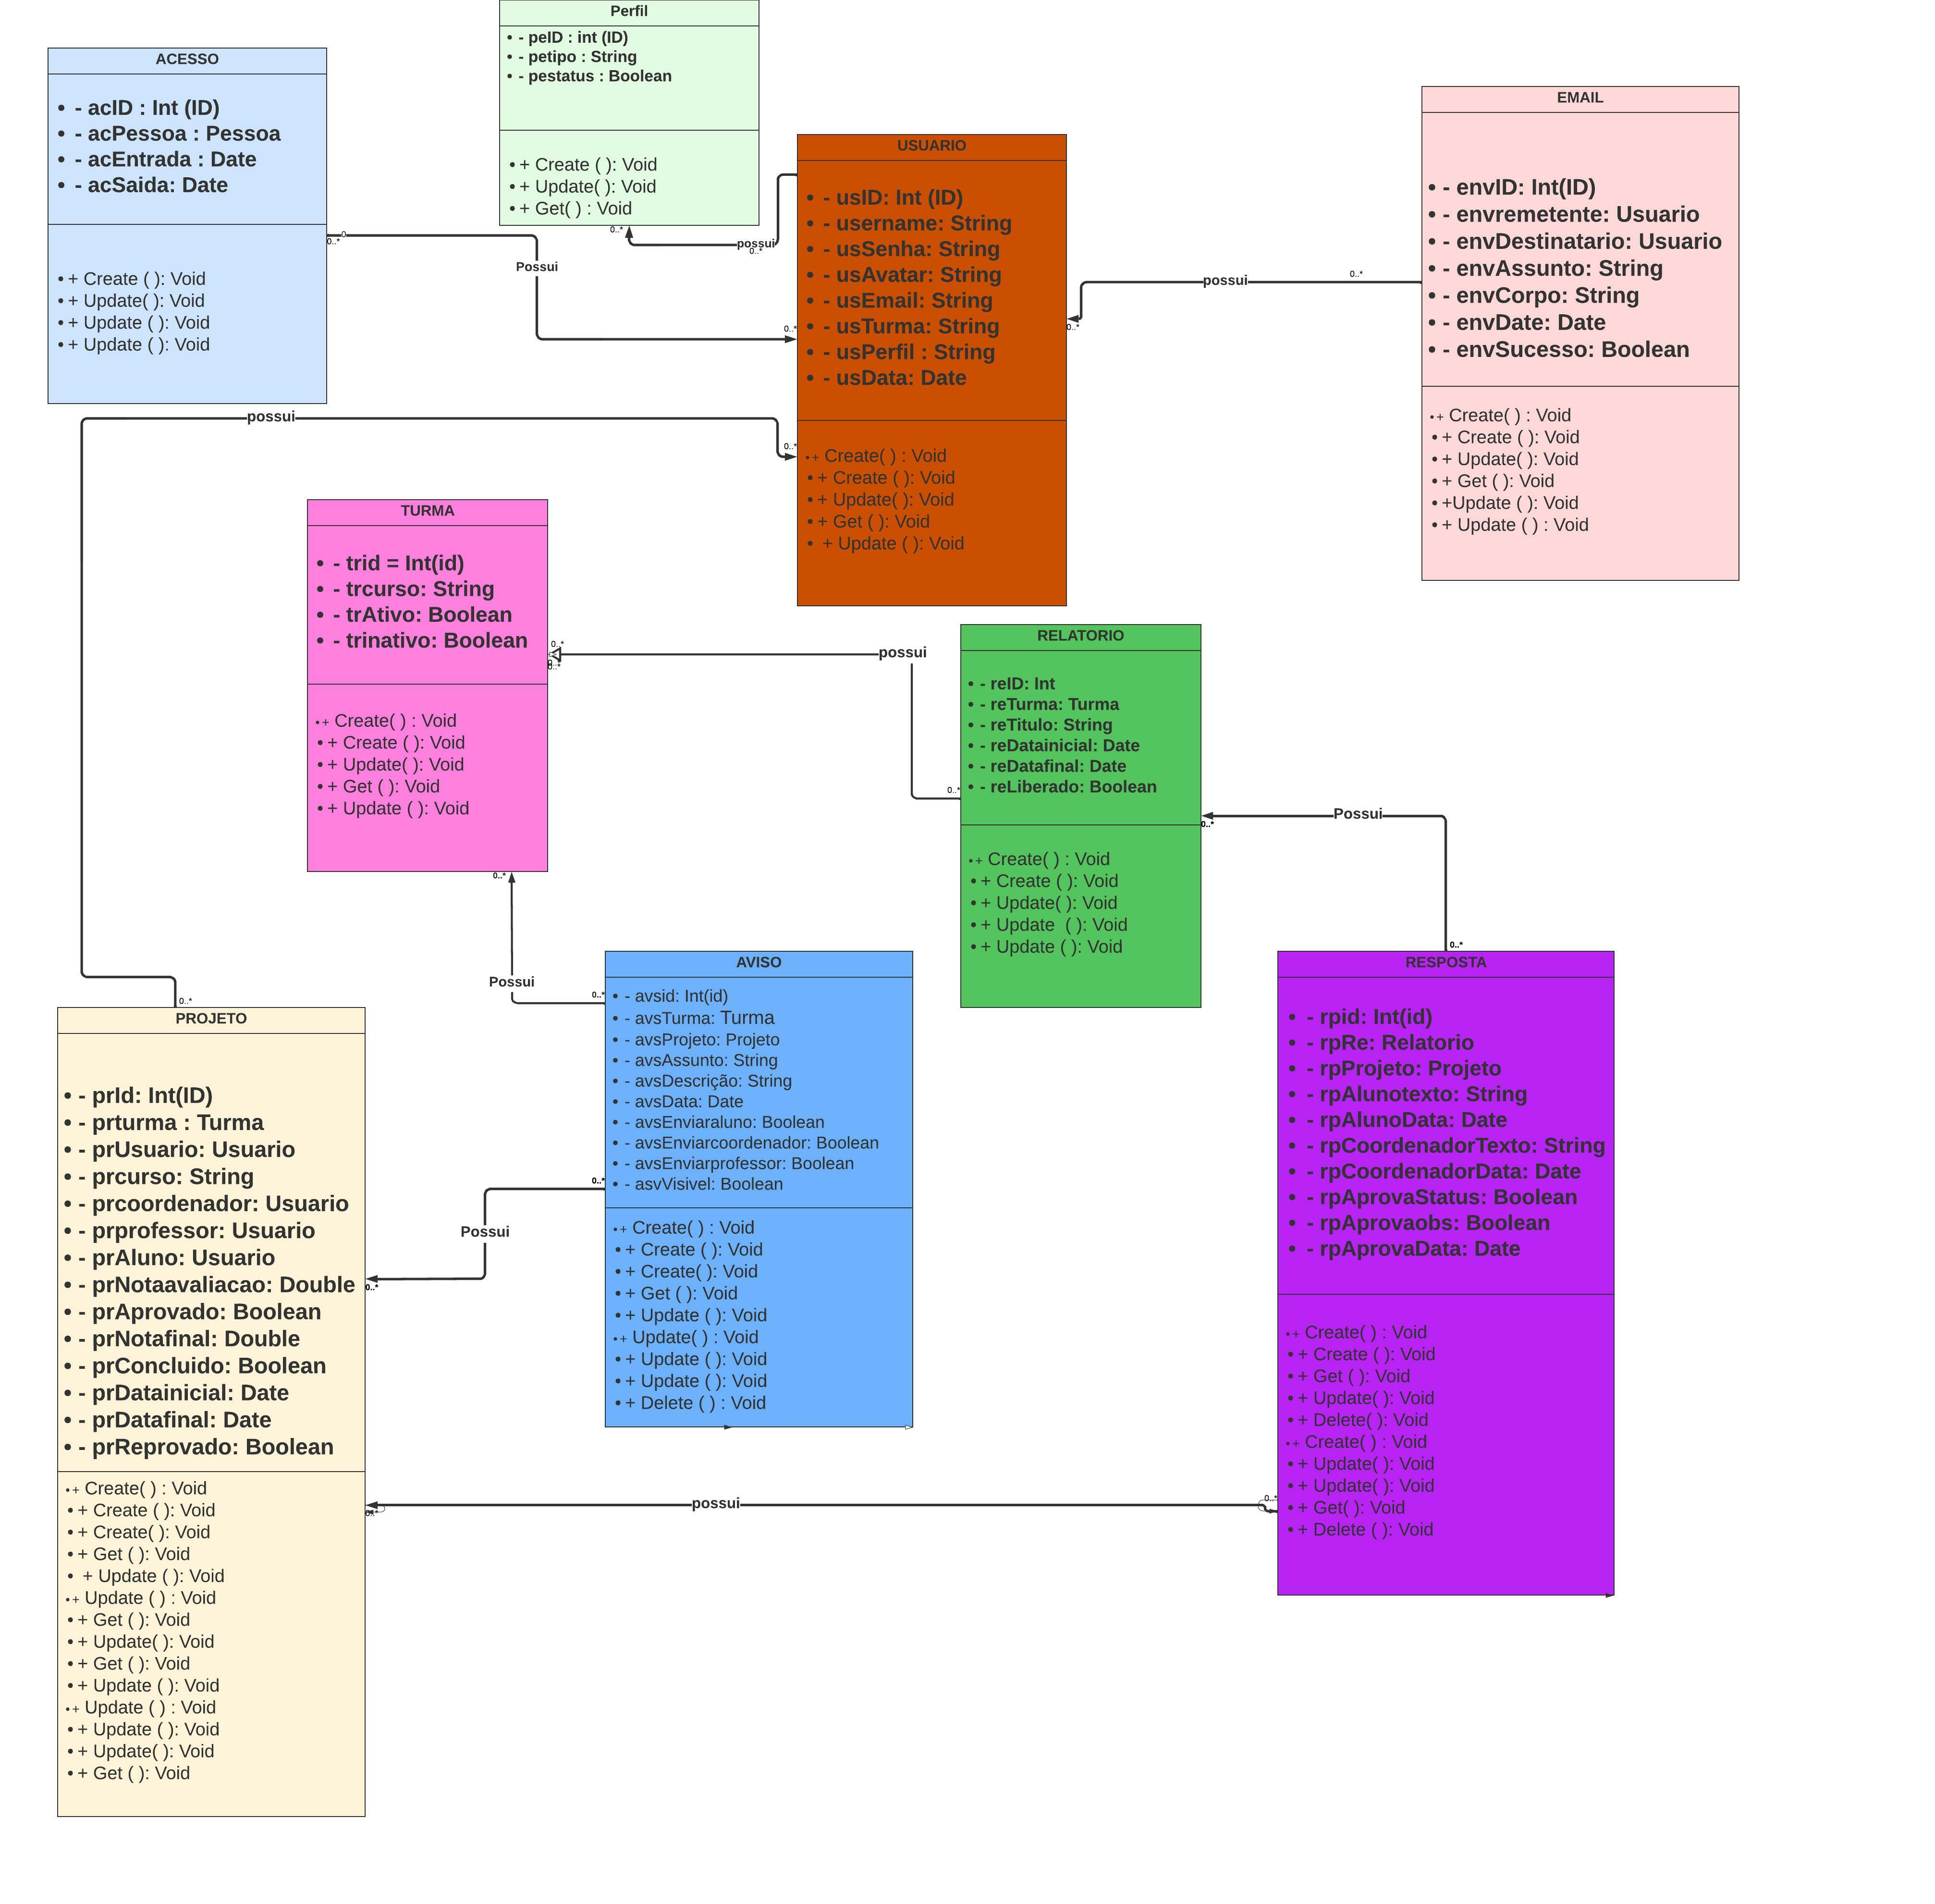 Perfil
- peID : int (ID)
- petipo : String
- pestatus : Boolean
+ Create ( ): Void
+ Update( ): Void
+ Get( ) : Void
ACESSO
- acID : Int (ID)
- acPessoa : Pessoa
- acEntrada : Date
- acSaida: Date
+ Create ( ): Void
+ Update( ): Void
+ Update ( ): Void
+ Update ( ): Void
0..*
0
Possui
0..*
0..*
possui
0..*
USUARIO
- usID: Int (ID)
- username: String
- usSenha: String
- usAvatar: String
- usEmail: String
- usTurma: String
- usPerfil : String
- usData: Date
+ Create( ) : Void
+ Create ( ): Void
+ Update( ): Void
+ Get ( ): Void
+ Update ( ): Void
EMAIL
- envID: Int(ID)
- envremetente: Usuario
- envDestinatario: Usuario
- envAssunto: String
- envCorpo: String
- envDate: Date
- envSucesso: Boolean
+ Create( ) : Void
+ Create ( ): Void
+ Update( ): Void
+ Get ( ): Void
+Update ( ): Void
+ Update ( ) : Void
possui
0..*
0..*
possui
0..*
0..*
TURMA
- trid = Int(id)
- trcurso: String
- trAtivo: Boolean
- trinativo: Boolean
+ Create( ) : Void
+ Create ( ): Void
+ Update( ): Void
+ Get ( ): Void
+ Update ( ): Void
0..*
0..*
possui
0..*
RELATORIO
- reID: Int
- reTurma: Turma
- reTitulo: String
- reDatainicial: Date
- reDatafinal: Date
- reLiberado: Boolean
+ Create( ) : Void
+ Create ( ): Void
+ Update( ): Void
+ Update  ( ): Void
+ Update ( ): Void
0..*
Possui
0..*
0..*
Possui
0..*
AVISO
- avsid: Int(id)
- avsTurma: Turma
- avsProjeto: Projeto
- avsAssunto: String
- avsDescrição: String
- avsData: Date
- avsEnviaraluno: Boolean
- avsEnviarcoordenador: Boolean
- avsEnviarprofessor: Boolean
- asvVisivel: Boolean
+ Create( ) : Void
+ Create ( ): Void
+ Create( ): Void
+ Get ( ): Void
+ Update ( ): Void
+ Update( ) : Void
+ Update ( ): Void
+ Update ( ): Void
+ Delete ( ) : Void
0..*
Possui
0..*
RESPOSTA
- rpid: Int(id)
- rpRe: Relatorio
- rpProjeto: Projeto
- rpAlunotexto: String
- rpAlunoData: Date
- rpCoordenadorTexto: String
- rpCoordenadorData: Date
- rpAprovaStatus: Boolean
- rpAprovaobs: Boolean
- rpAprovaData: Date
+ Create( ) : Void
+ Create ( ): Void
+ Get ( ): Void
+ Update( ): Void
+ Delete( ): Void
+ Create( ) : Void
+ Update( ): Void
+ Update( ): Void
+ Get( ): Void
+ Delete ( ): Void
PROJETO
- prId: Int(ID)
- prturma : Turma
- prUsuario: Usuario
- prcurso: String
- prcoordenador: Usuario
- prprofessor: Usuario
- prAluno: Usuario
- prNotaavaliacao: Double
- prAprovado: Boolean
- prNotafinal: Double
- prConcluido: Boolean
- prDatainicial: Date
- prDatafinal: Date
- prReprovado: Boolean
+ Create( ) : Void
+ Create ( ): Void
+ Create( ): Void
+ Get ( ): Void
+ Update ( ): Void
+ Update ( ) : Void
+ Get ( ): Void
+ Update( ): Void
+ Get ( ): Void
+ Update ( ): Void
+ Update ( ) : Void
+ Update ( ): Void
+ Update( ): Void
+ Get ( ): Void
0..*
possui
0..*